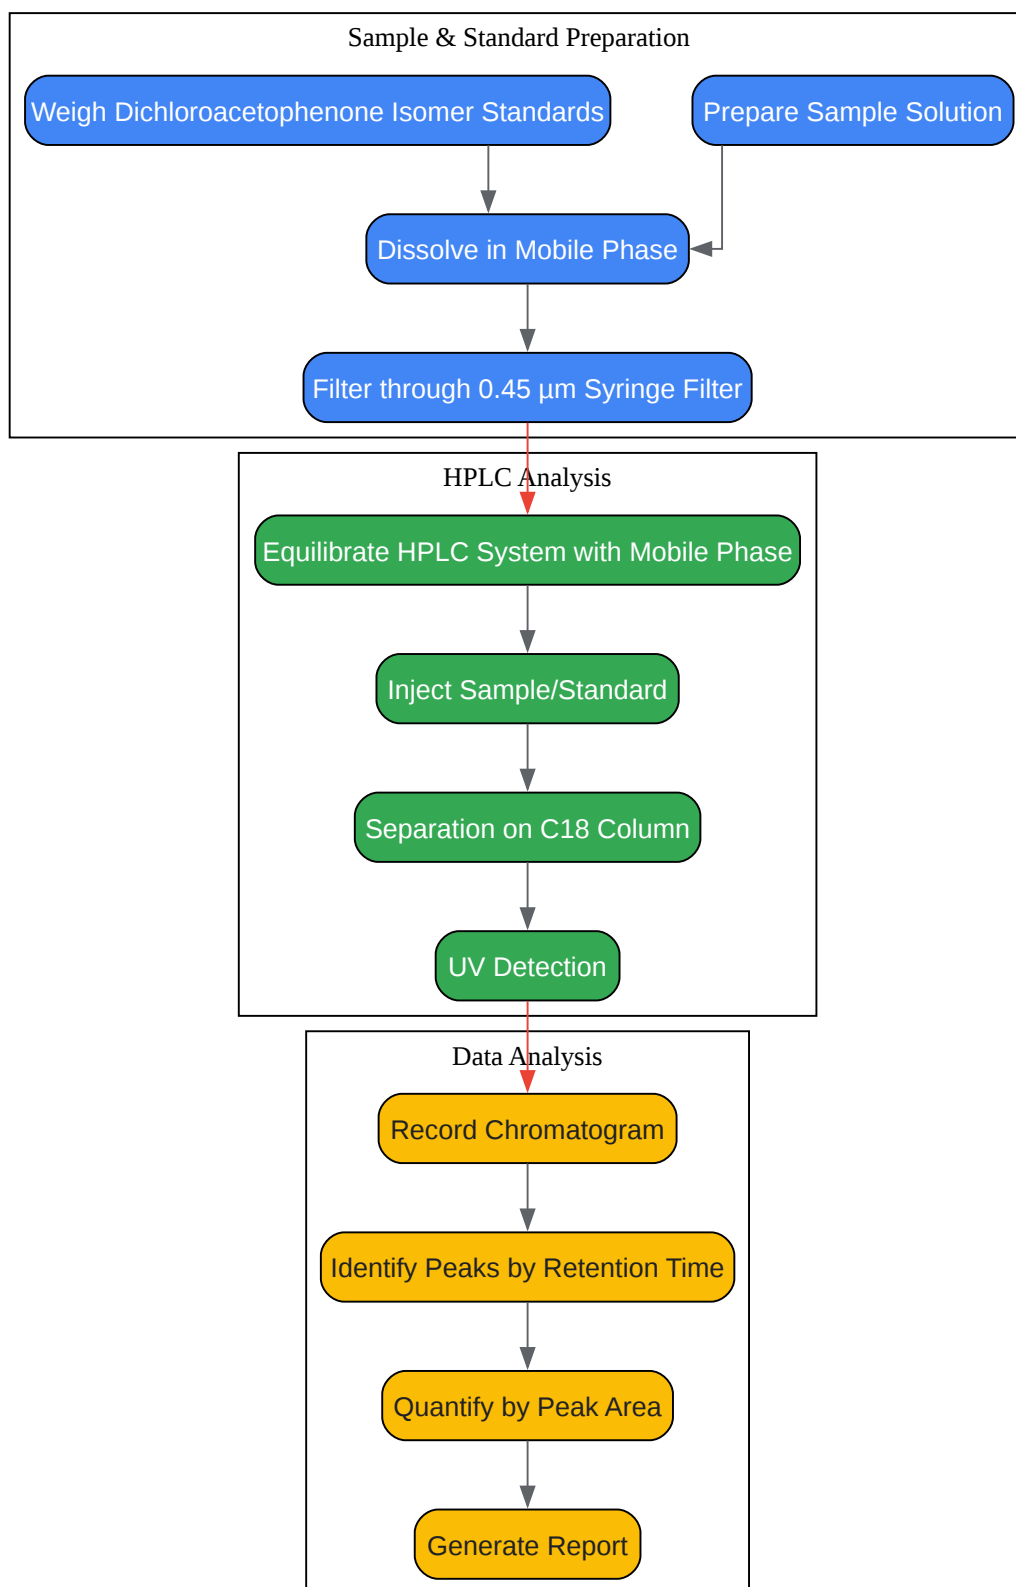 Sample & Standard Preparation
Weigh Dichloroacetophenone Isomer Standards
Prepare Sample Solution
Dissolve in Mobile Phase
Filter through 0.45 µm Syringe Filter
HPLC Analysis
Equilibrate HPLC System with Mobile Phase
Inject Sample/Standard
Separation on C18 Column
UV Detection
Data Analysis
Record Chromatogram
Identify Peaks by Retention Time
Quantify by Peak Area
Generate Report